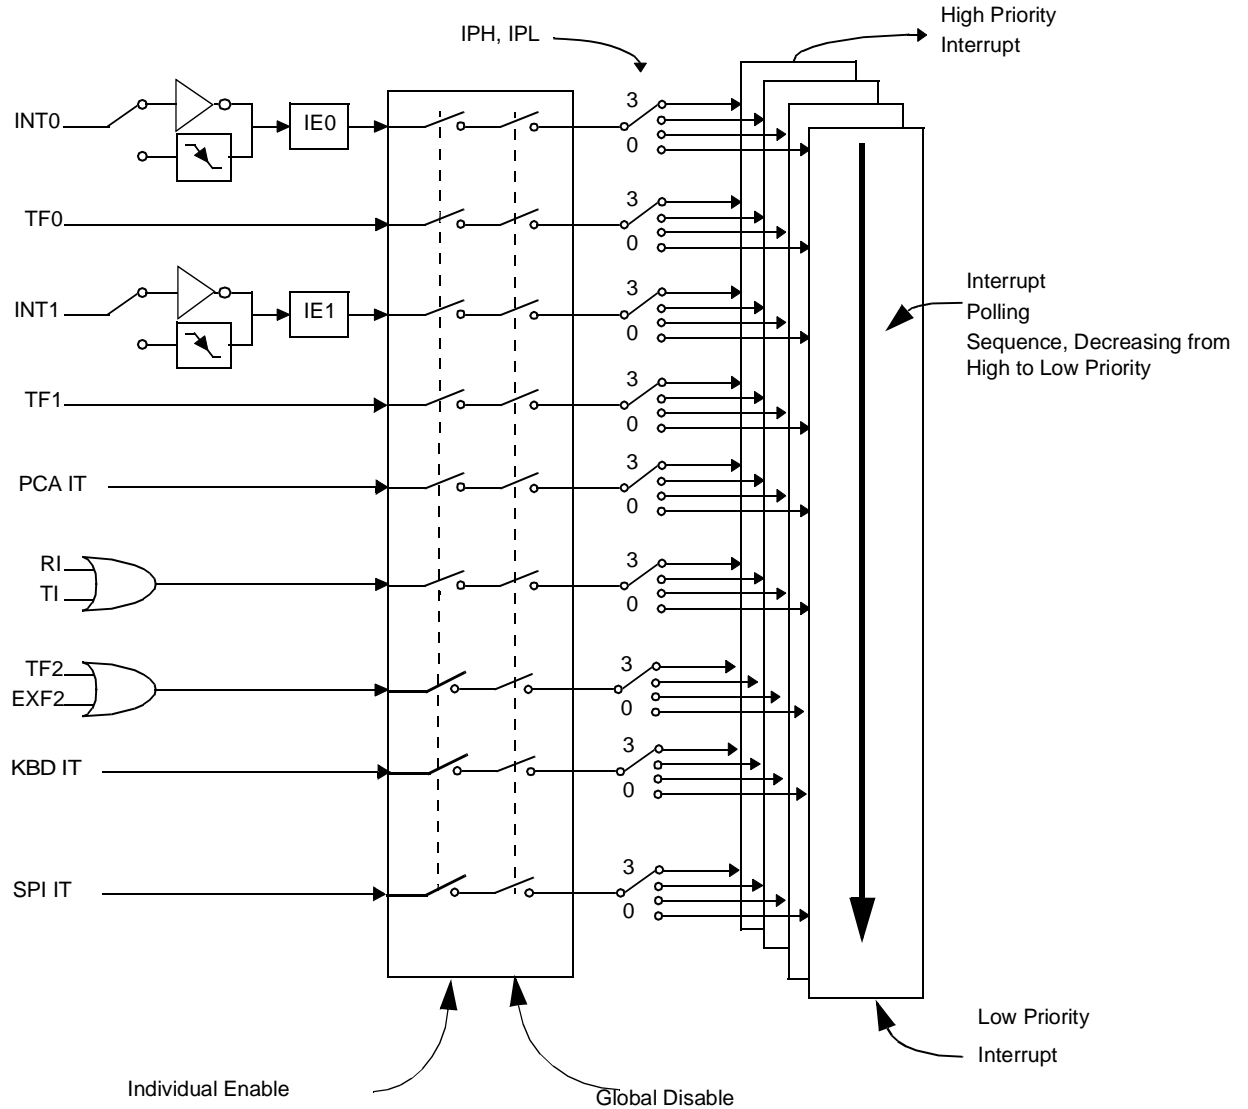 High Priority
Interrupt
IPH, IPL
3
INT0
IE0
0
3
TF0
0
3
INT1
IE1
0
Interrupt
Polling
Sequence, Decreasing from
High to Low Priority
3
TF1
0
3
PCA IT
0
3
RI
TI
0
3
TF2
EXF2
0
3
KBD IT
0
3
SPI IT
0
Low Priority
Interrupt
Individual Enable
Global Disable